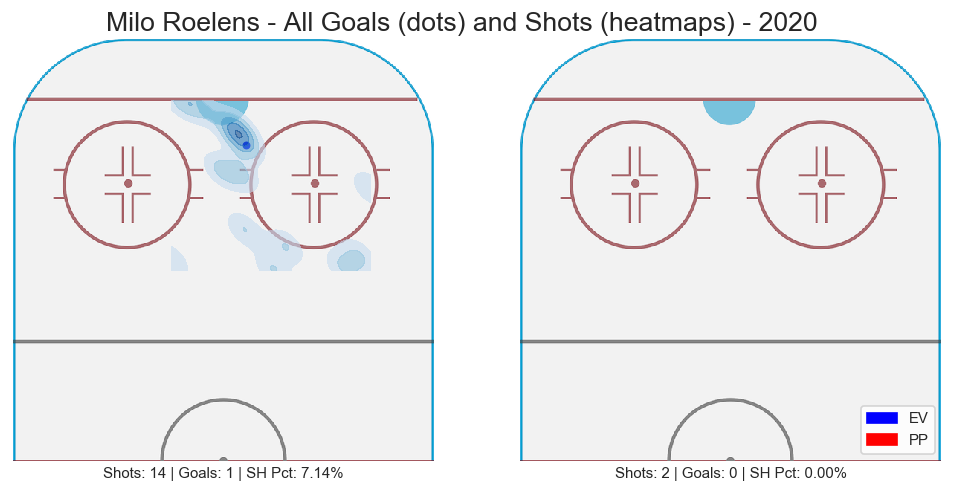 Milo Roelens - All Goals (dots) and Shots (heatmaps) - 2020
EV
PP
Shots: 14 | Goals: 1 | SH Pct: 7.14%
Shots: 2 | Goals: 0 | SH Pct: 0.00%